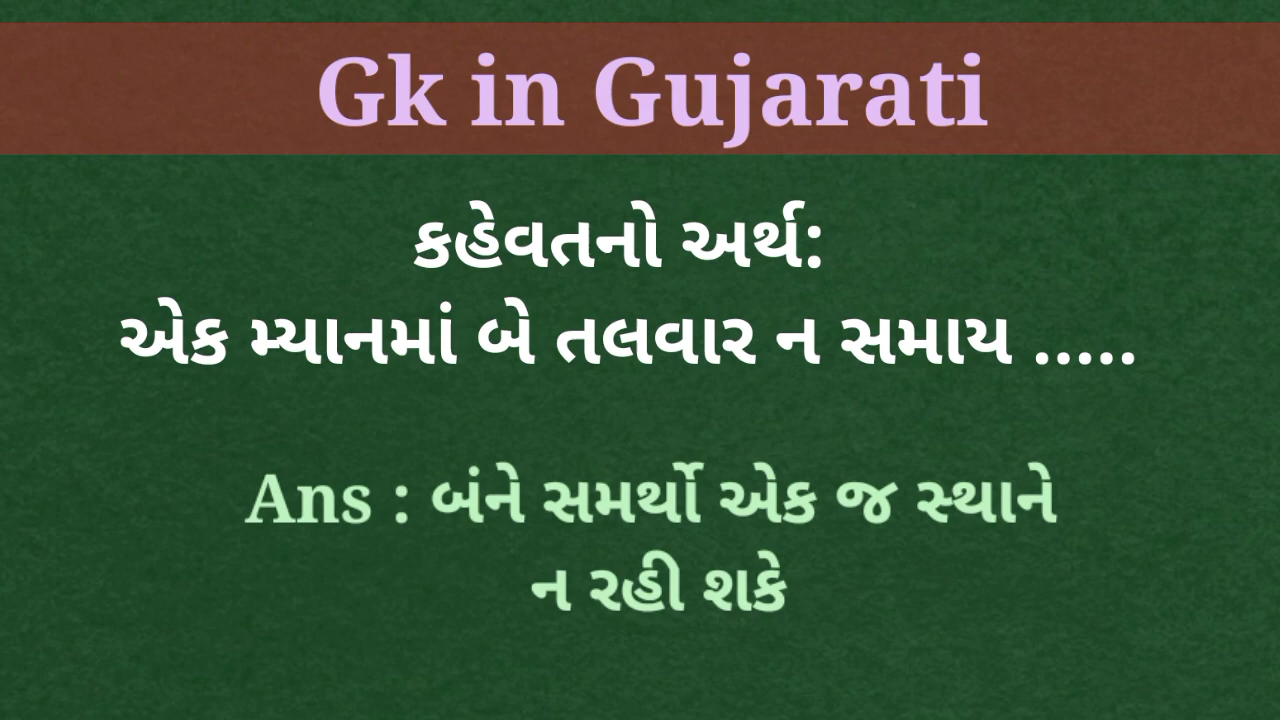 Gk in Gujarati
કહેવતનો અર્થ:
એક મ્યાનમાં બે તલવાર ન સમાય .....
Ans : બંને સમર્થો એક જ સ્થાને
ન રહી શકે